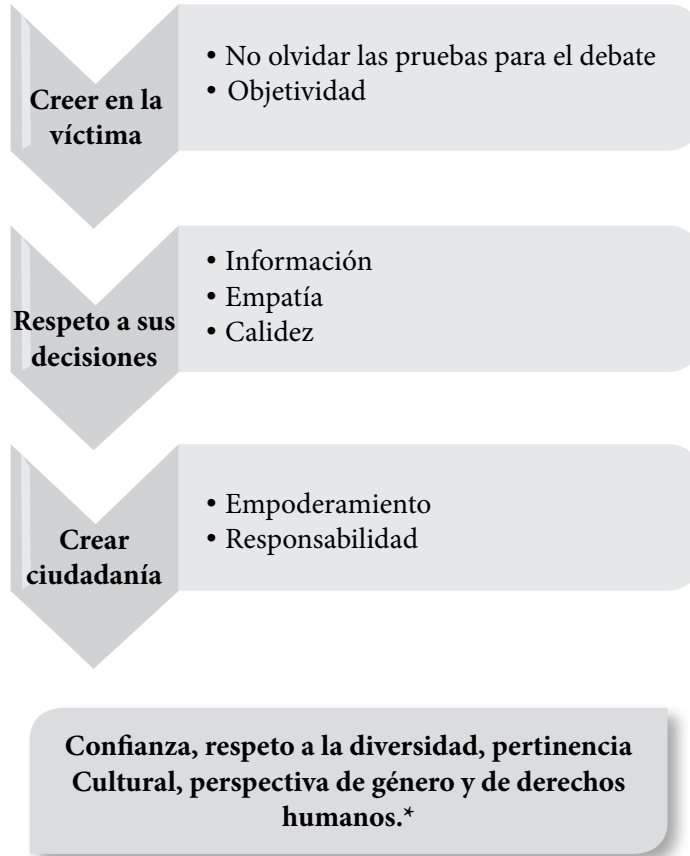 Creer en la
víctima
• No olvidar las pruebas para el debate
• Objetividad
Respeto a sus
decisiones
• Información
• Empatía
• Calidez
Crear
ciudadanía
• Empoderamiento
• Responsabilidad
Confianza, respeto a la diversidad, pertinencia
Cultural, perspectiva de género y de derechos
humanos.*